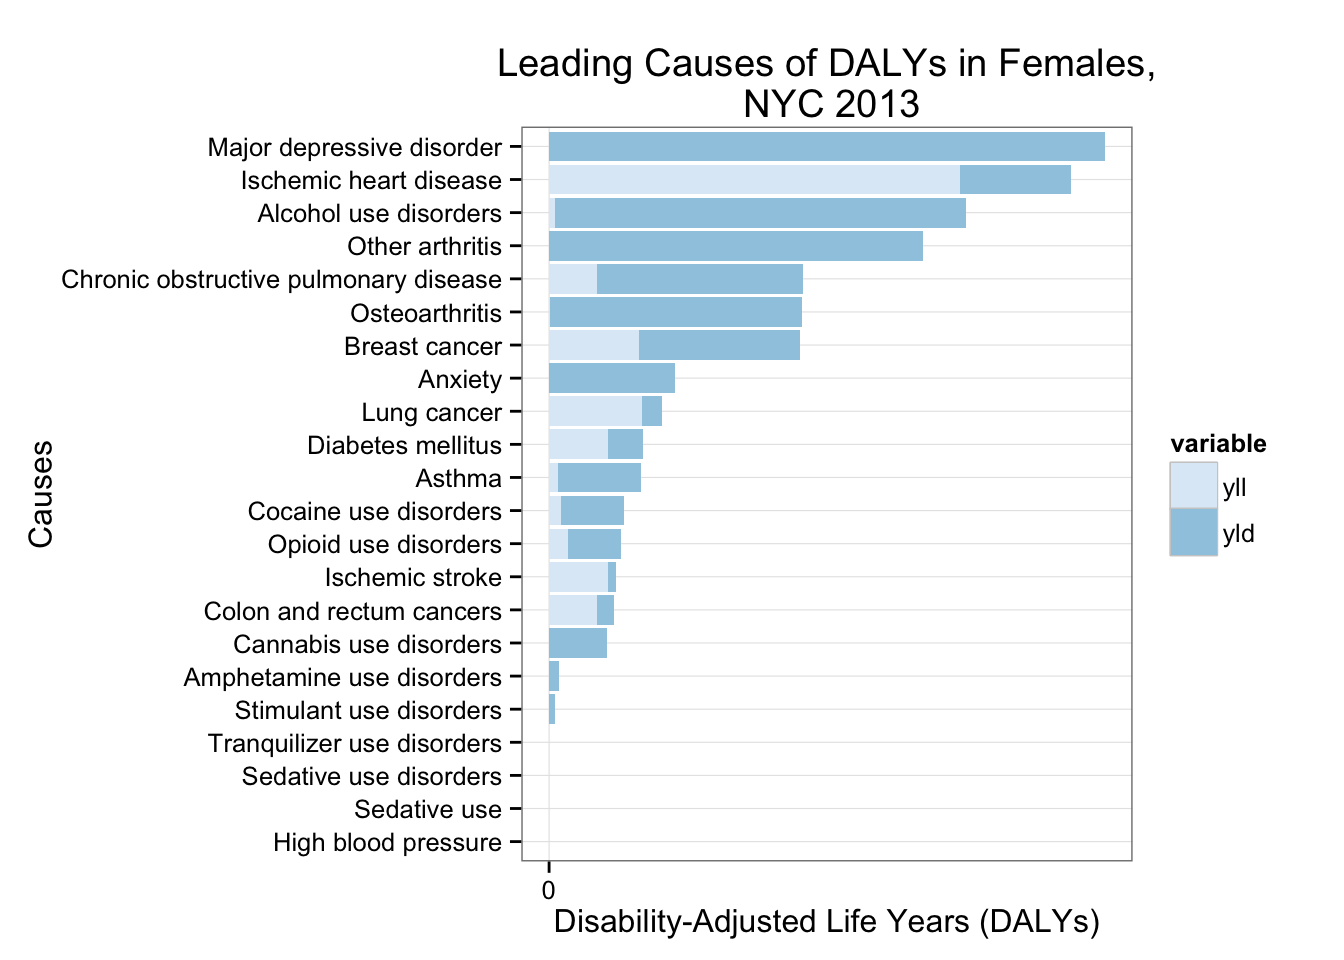 Leading Causes of DALYs in Females,
NYC 2013
Causes
Major depressive disorder
Ischemic heart disease
Alcohol use disorders
Other arthritis
Chronic obstructive pulmonary disease
Osteoarthritis
Breast cancer
Anxiety
Lung cancer
Diabetes mellitus
Asthma
Cocaine use disorders
Opioid use disorders
Ischemic stroke
Colon and rectum cancers
Cannabis use disorders
Amphetamine use disorders
Stimulant use disorders
Tranquilizer use disorders
Sedative use disorders
Sedative use
High blood pressure
0
Disability-Adjusted Life Years (DALYs)
variable
yll
yld